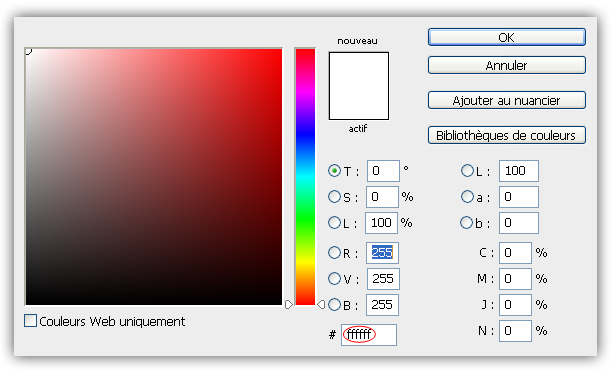 nouveau
OK
Annuler
Ajouter au nuancier
actif
Bibliothèques de couleurs
T : 0 °
L : 100
S : 0 %
a : 0
L : 100 %
b : 0
R : 255
C : 0 %
V : 255
M : 0 %
B : 255
J : 0 %
Couleurs Web uniquement
# ffffff
N : 0 %